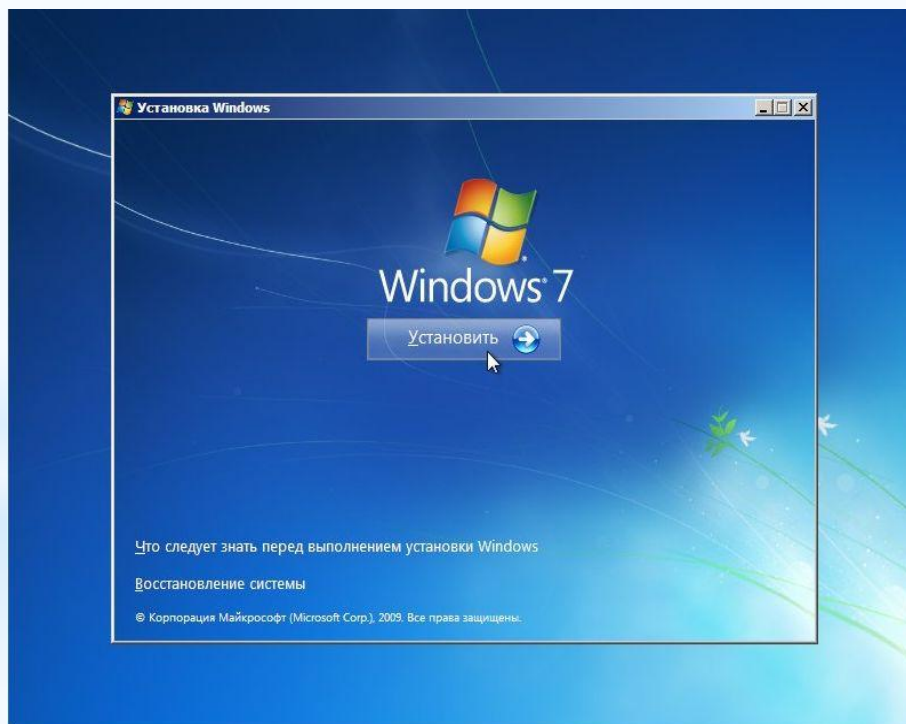 Установка Windows
Windows® 7
Установить
Что следует знать перед выполнением установки Windows
Восстановление системы
© Корпорация Майкрософт (Microsoft Corp.), 2009. Все права защищены.